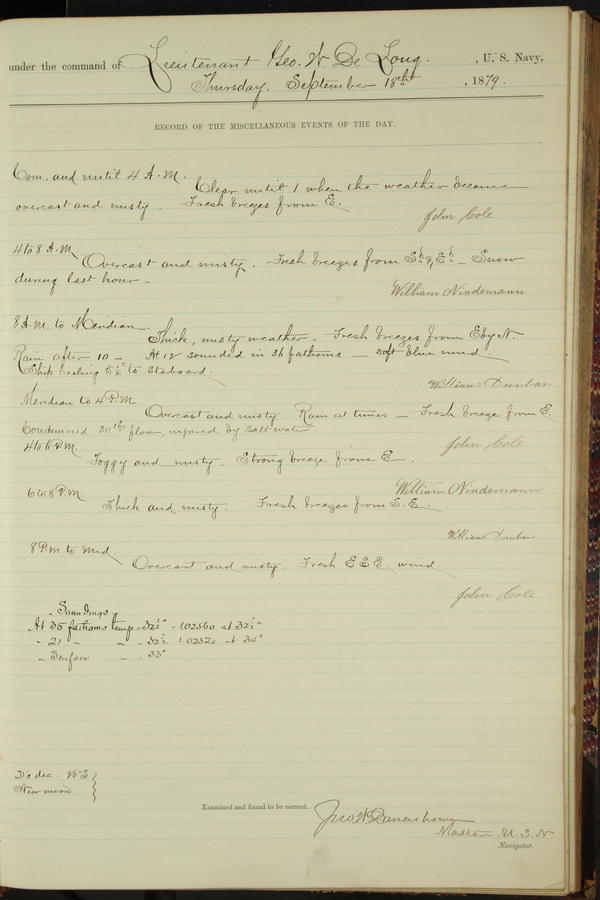 under the command of Lieutenant Geo. W. De Long. , U. S. Navy,
Thursday, September 18th , 1879.
RECORD OF THE MISCELLANEOUS EVENTS OF THE DAY.
Com. and until 4 A.M.
Clear until 1 when the weather became
overcast and misty. Fresh breezes from E.
John Cole
4 to 8 A.M.
Overcast and misty. Fresh breezes from Sd & Ed - Snow
during last hour -
William Nindemann
8 A.M. to Meridian
Thick, misty weather - Fresh breezes from E by N.
Rain after 10 - At 12 sounded in 36 fathoms - soft blue mud.
Ship heeling 5½° to starboard.
William Dunbar
Meridian to 4 P.M.
Overcast and misty Rain at times - Fresh breeze from E.
Condemned 30 lbs flour, injured by salt water
John Cole
4 to 6 P.M.
Foggy and misty. Strong breeze from E.
William Nindemann
6 to 8 P.M.
Thick and misty. Fresh breezes from S. E.
William Dunbar
8 P.M to Mid.
Overcast and misty. Fresh E S E. wind.
John Cole
Soundings
At 35 fathoms temp. 32½° - 1.02560 at 32½°
" 21 - " - 32½ 1.02320 at 34°
" Surface - 33°
New moon
Examined and found to be correct.
Jno. W. Danenhower
Master. U. S. N.
Navigator.